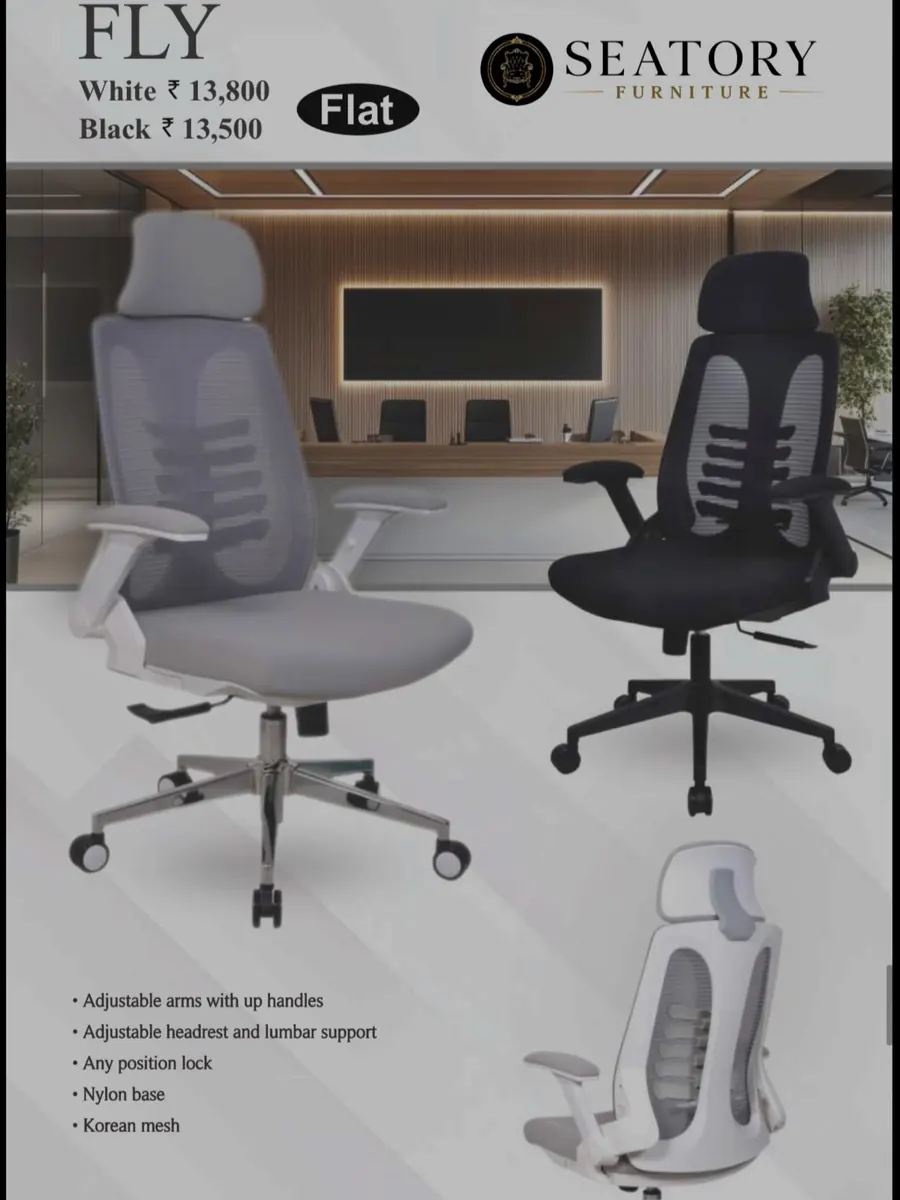 FLY
White ₹ 13,800
Black ₹ 13,500
Flat
SEATORY
FURNITURE
• Adjustable arms with up handles
• Adjustable headrest and lumbar support
• Any position lock
• Nylon base
• Korean mesh